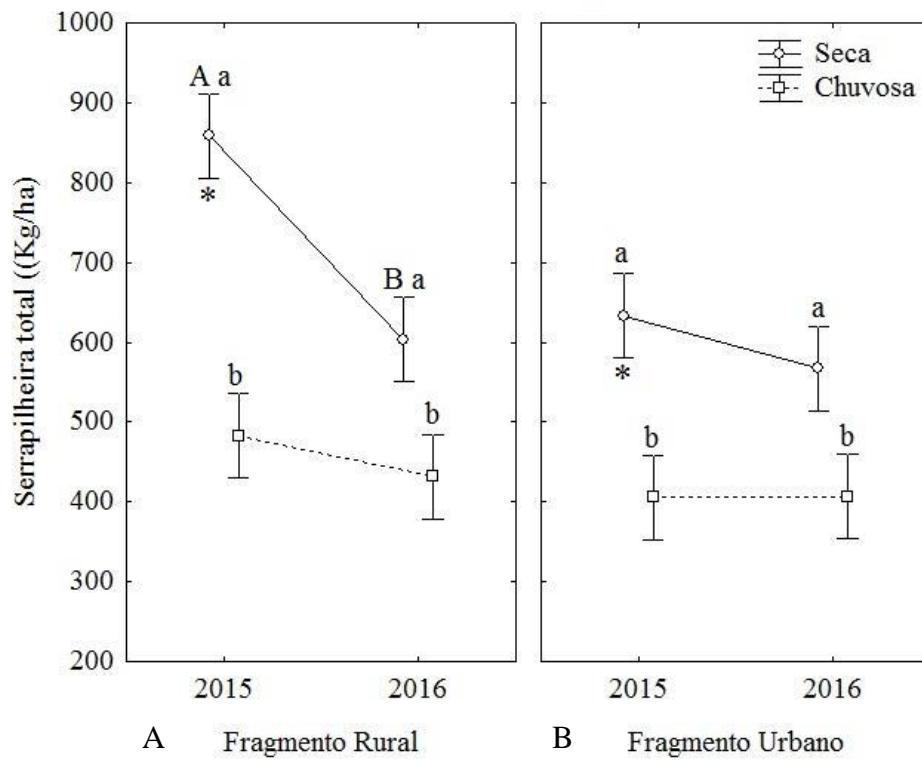 Serrapilheira total ((Kg/ha)
1000
900
800
700
600
500
400
300
200
A a
*
B a
b
b
2015
2016
A
Fragmento Rural
Seca
Chuvosa
a
*
a
b
b
2015
2016
B
Fragmento Urbano